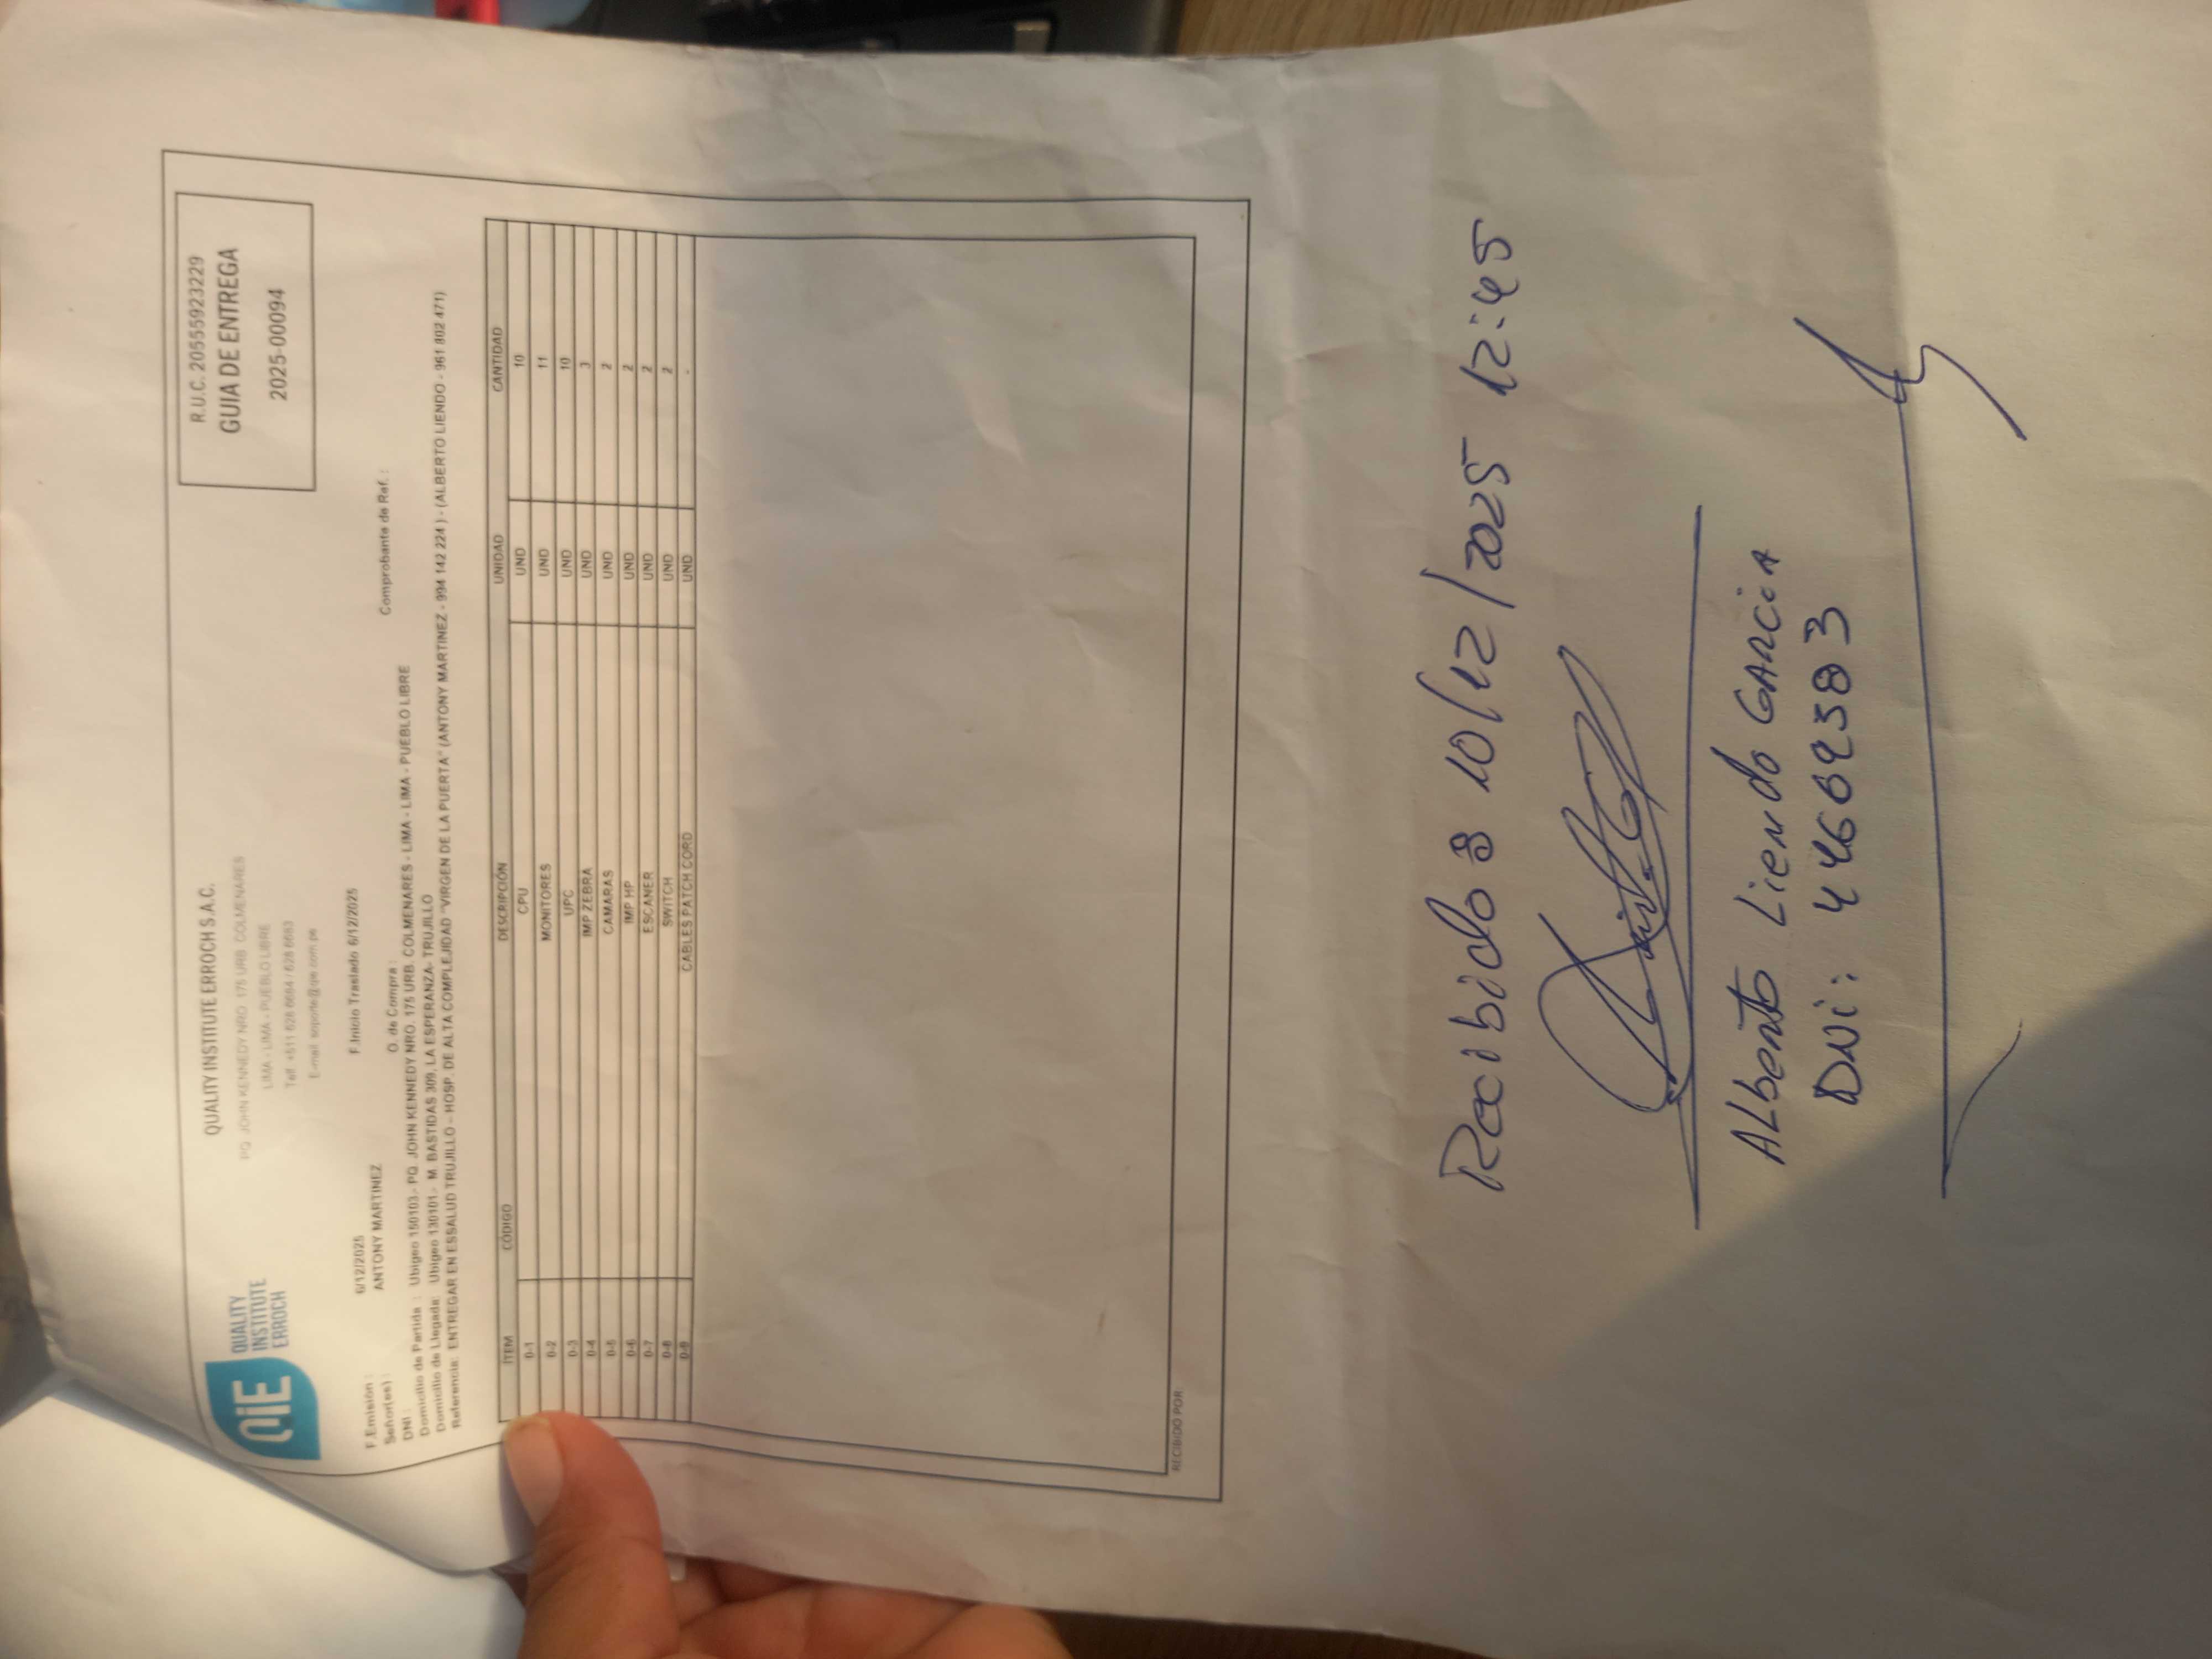 QiE
QUALITY
INSTITUTE
ERROCH
QUALITY INSTITUTE ERROCH S.A.C.
PQ. JOHN KENNEDY NRO. 175 URB. COLMENARES
LIMA - LIMA - PUEBLO LIBRE
Telf. +511 628 6684 / 628 6683
E-mail soporte@qie.com.pe
R.U.C. 20555923229
GUIA DE ENTREGA
2025-00094
F.Emisión : 6/12/2025 F.Inicio Traslado 6/12/2025
Señor(es) : ANTONY MARTINEZ
DNI : O. de Compra : Comprobante de Ref. :
Domicilio de Partida : Ubigeo 150103.- PQ. JOHN KENNEDY NRO. 175 URB. COLMENARES - LIMA - LIMA - PUEBLO LIBRE
Domicilio de Llegada: Ubigeo 130101.- M. BASTIDAS 309, LA ESPERANZA- TRUJILLO
Referencia: ENTREGAR EN ESSALUD TRUJILLO - HOSP. DE ALTA COMPLEJIDAD "VIRGEN DE LA PUERTA" (ANTONY MARTINEZ - 994 142 224 ) - (ALBERTO LIENDO - 961 802 471)
ÍTEM CÓDIGO DESCRIPCIÓN UNIDAD CANTIDAD
0-1 CPU UND 10
0-2 MONITORES UND 11
0-3 UPC UND 10
0-4 IMP ZEBRA UND 3
0-5 CAMARAS UND 2
0-6 IMP HP UND 2
0-7 ESCANER UND 2
0-8 SWITCH UND 2
0-9 CABLES PATCH CORD UND -
RECIBIDO POR:
Recibido 10/12/2025 12:45
Alberto Liendo GARCIA
DNI: 44692383